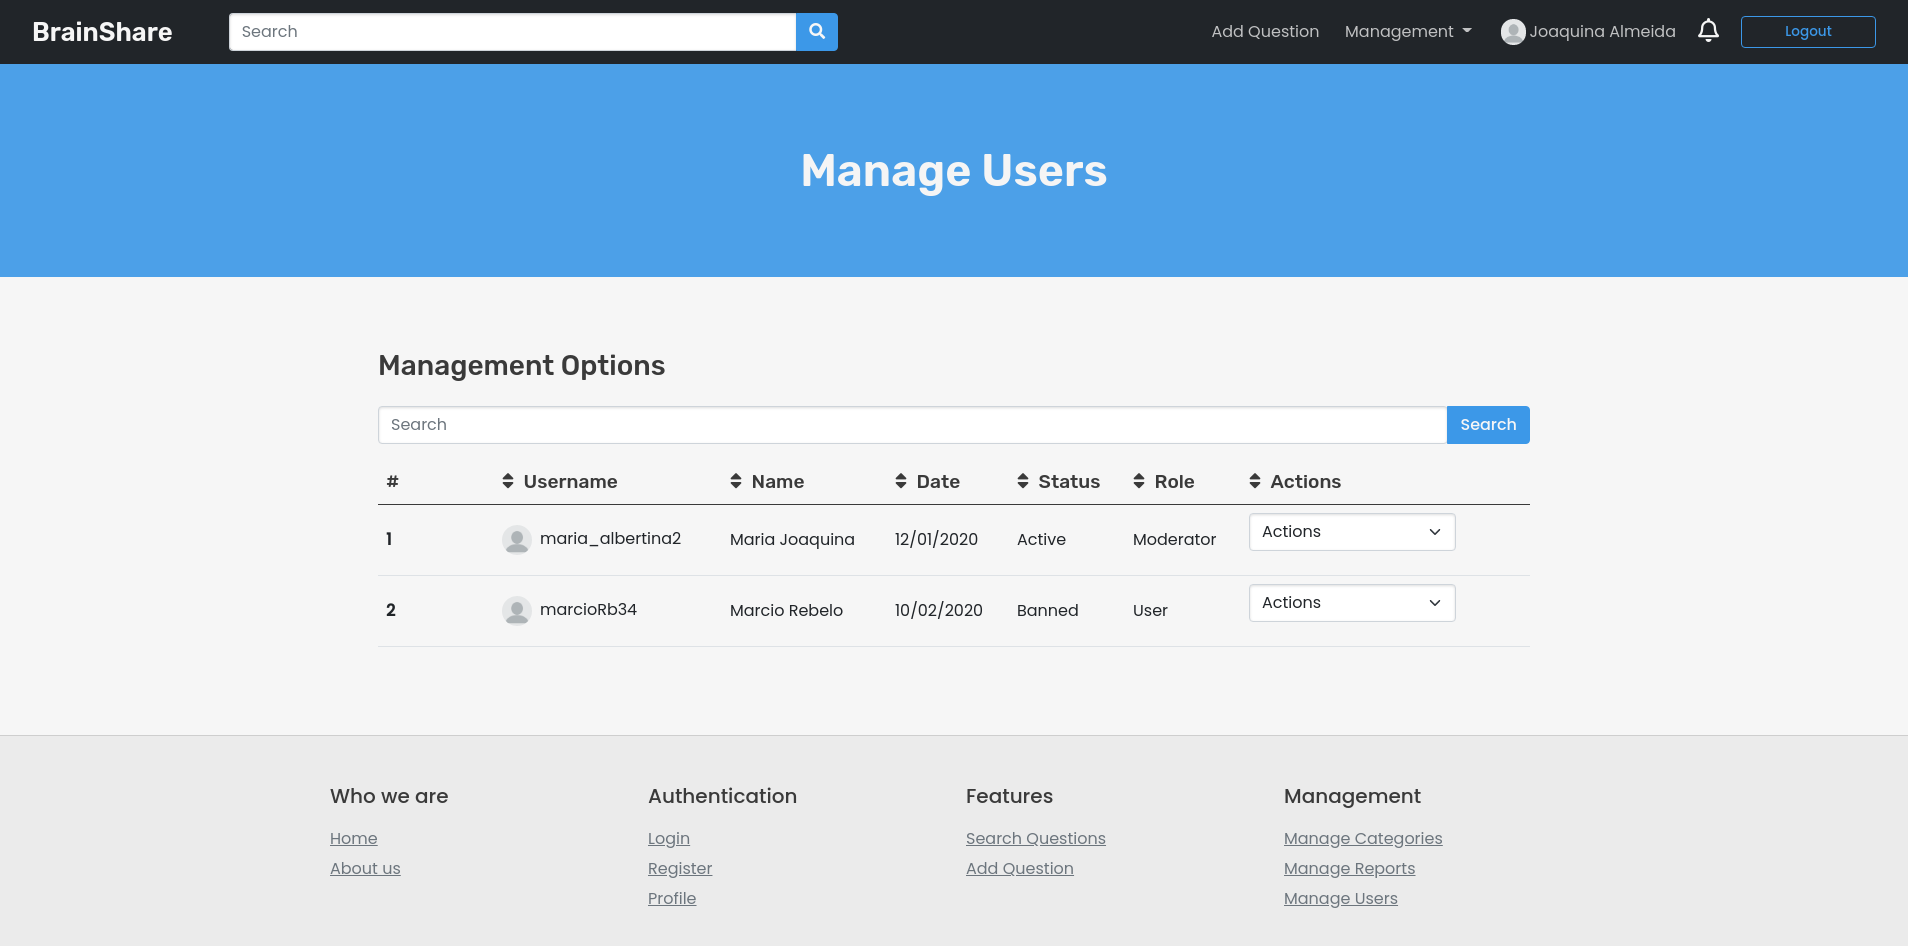 BrainShare Search Add Question Management Joaquina Almeida Logout
Manage Users
Management Options
Search Search
# Username Name Date Status Role Actions
1 maria_albertina2 Maria Joaquina 12/01/2020 Active Moderator Actions
2 marcioRb34 Marcio Rebelo 10/02/2020 Banned User Actions
Who we are Authentication Features Management
Home Login Search Questions Manage Categories
About us Register Add Question Manage Reports
Profile Manage Users